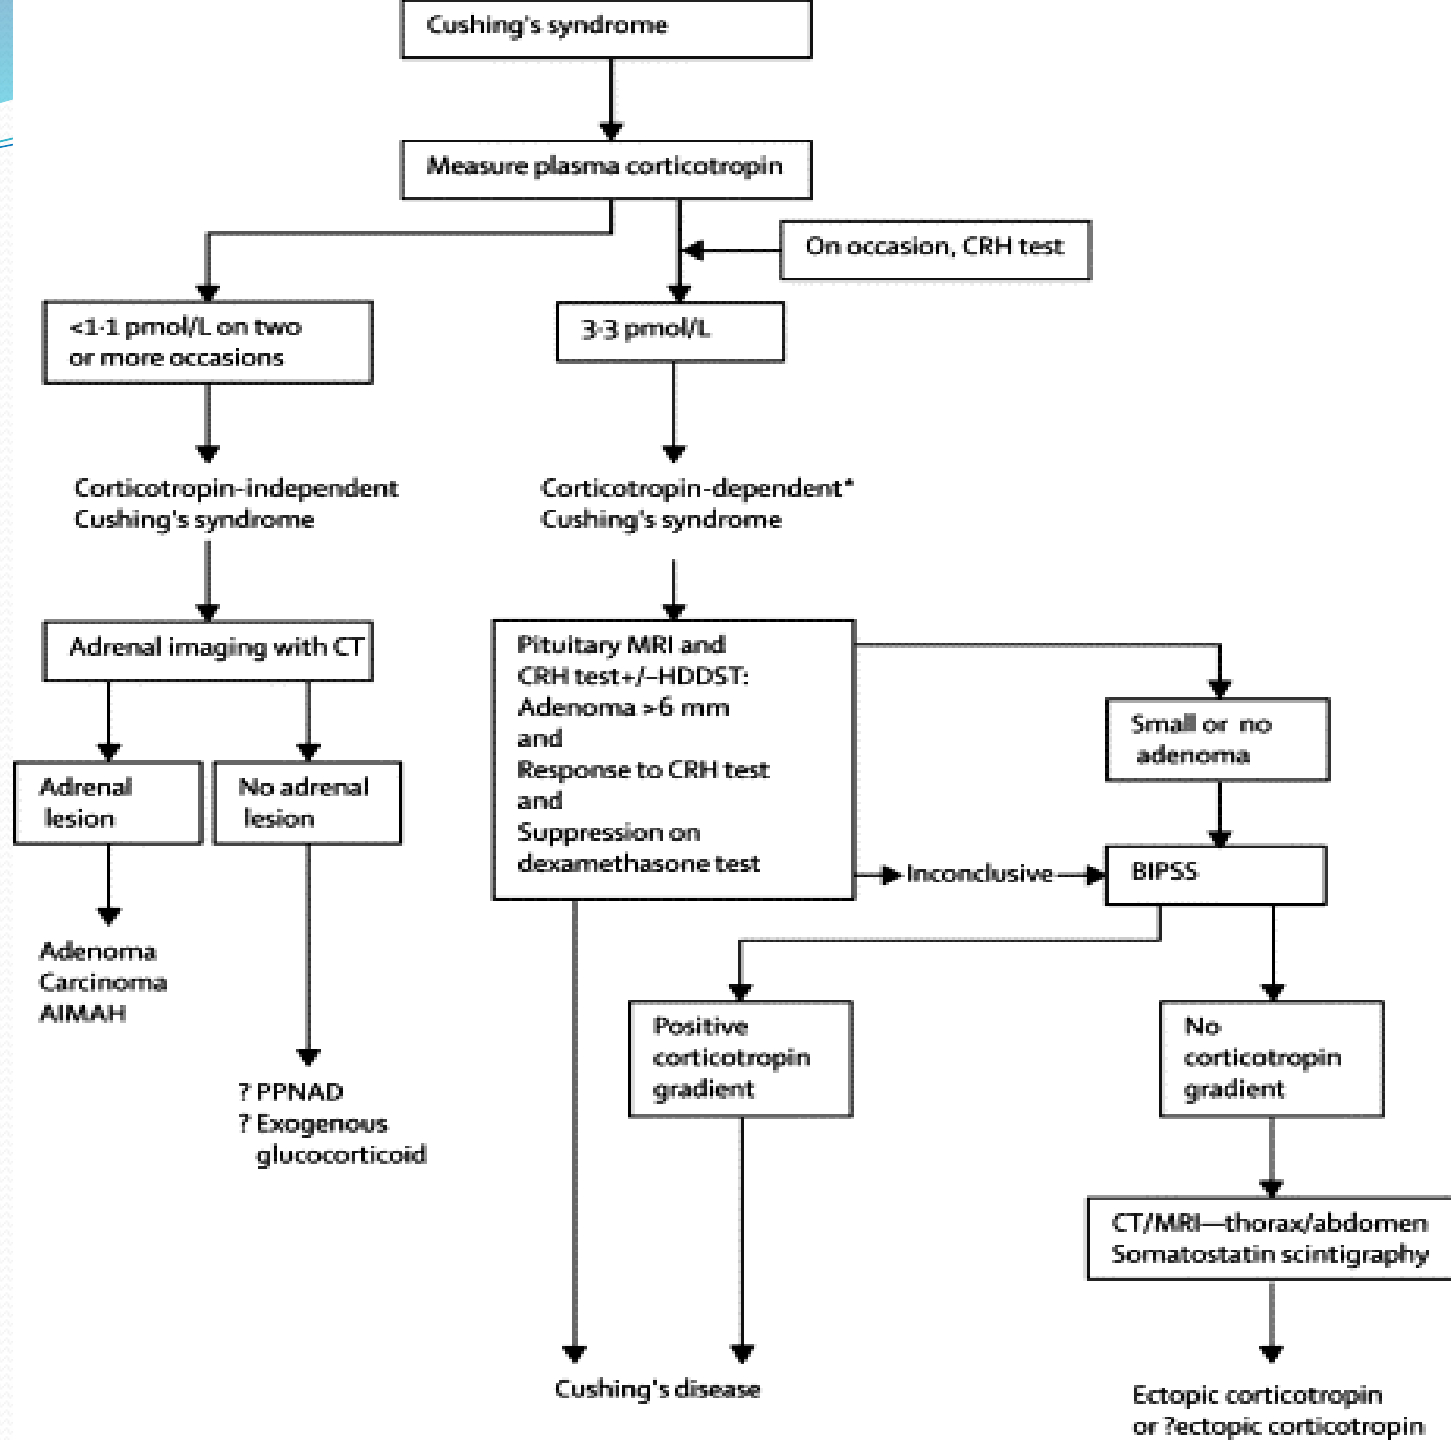 Cushing's syndrome
Measure plasma corticotropin
On occasion, CRH test
<1·1 pmol/L on two
or more occasions
3·3 pmol/L
Corticotropin-independent
Cushing's syndrome
Corticotropin-dependent*
Cushing's syndrome
Adrenal imaging with CT
Pituitary MRI and
CRH test+/–HDDST:
Adenoma >6 mm
and
Response to CRH test
and
Suppression on
dexamethasone test
Small or no
adenoma
Adrenal
lesion
No adrenal
lesion
Inconclusive
BIPSS
Adenoma
Carcinoma
AIMAH
Positive
corticotropin
gradient
No
corticotropin
gradient
? PPNAD
? Exogenous
glucocorticoid
CT/MRI—thorax/abdomen
Somatostatin scintigraphy
Cushing's disease
Ectopic corticotropin
or ?ectopic corticotropin